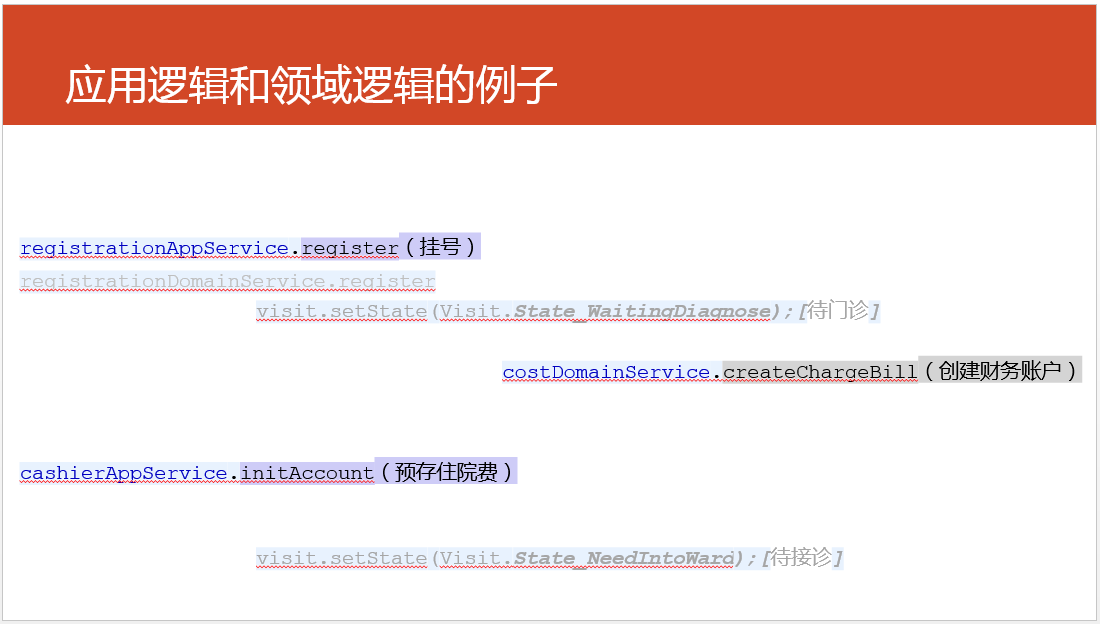 应用逻辑和领域逻辑的例子
registrationAppService.register（挂号）
registrationDomainService.register
visit.setState(Visit.State_WaitingDiagnose);[待门诊]
costDomainService.createChargeBill（创建财务账户）
cashierAppService.initAccount（预存住院费）
visit.setState(Visit.State_NeedIntoWard);[待接诊]